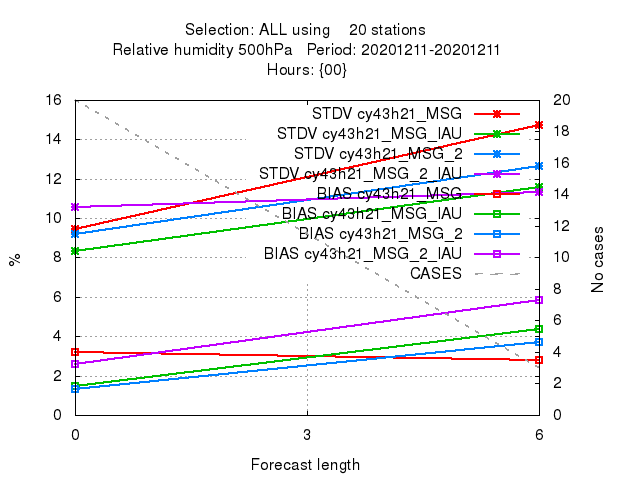 Selection: ALL using    20 stations
Relative humidity 500hPa   Period: 20201211-20201211
Hours: {00}
16
14
12
10
8
6
4
2
0
%
STDV cy43h21_MSG
STDV cy43h21_MSG_IAU
STDV cy43h21_MSG_2
STDV cy43h21_MSG_2_IAU
BIAS cy43h21_MSG
BIAS cy43h21_MSG_IAU
BIAS cy43h21_MSG_2
BIAS cy43h21_MSG_2_IAU
CASES
20
18
16
14
12
10
8
6
4
2
0
No cases
0 3 6
Forecast length